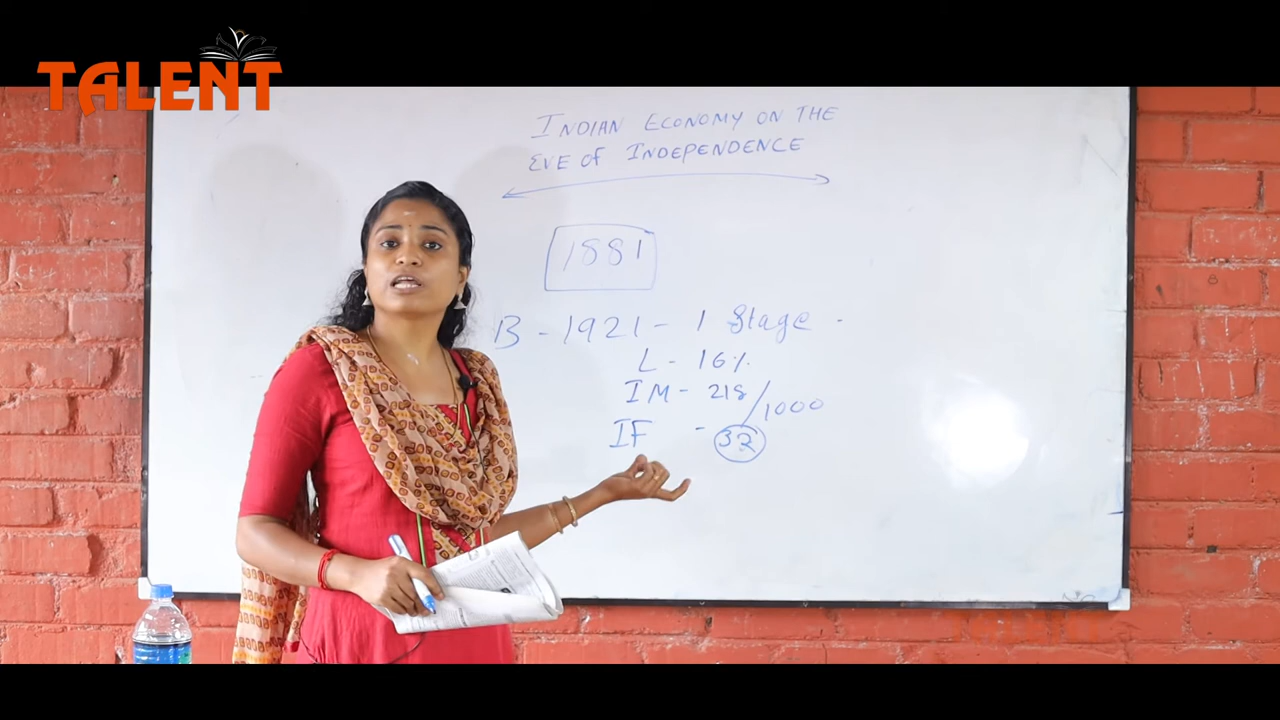 TALENT
INDIAN ECONOMY ON THE
EVE OF INDEPENDENCE
1881
B - 1921 - 1 Stage -
L - 16%
IM - 218/1000
IF - 32